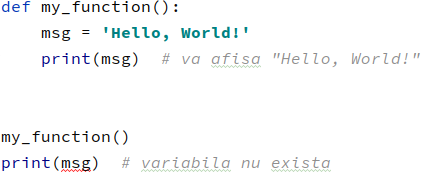 def my_function():
    msg = 'Hello, World!'
    print(msg)  # va afisa "Hello, World!"
my_function()
print(msg)  # variabila nu exista